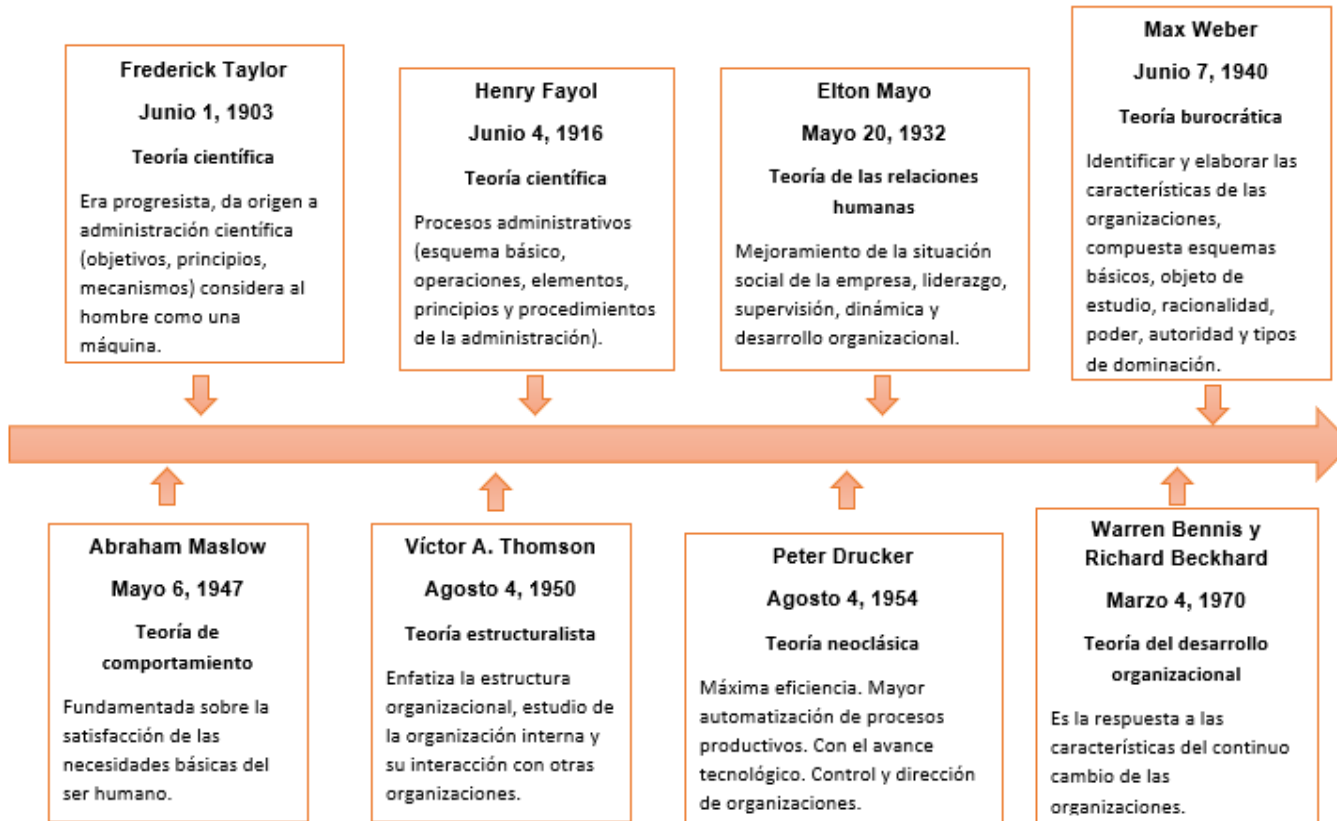 Frederick Taylor
Junio 1, 1903
Teoría científica
Era progresista, da origen a
administración científica
(objetivos, principios,
mecanismos) considera al
hombre como una
máquina.
Henry Fayol
Junio 4, 1916
Teoría científica
Procesos administrativos
(esquema básico,
operaciones, elementos,
principios y procedimientos
de la administración).
Elton Mayo
Mayo 20, 1932
Teoría de las relaciones
humanas
Mejoramiento de la situación
social de la empresa, liderazgo,
supervisión, dinámica y
desarrollo organizacional.
Max Weber
Junio 7, 1940
Teoría burocrática
Identificar y elaborar las
características de las
organizaciones,
compuesta esquemas
básicos, objeto de
estudio, racionalidad,
poder, autoridad y tipos
de dominación.
Abraham Maslow
Mayo 6, 1947
Teoría de
comportamiento
Fundamentada sobre la
satisfacción de las
necesidades básicas del
ser humano.
Víctor A. Thomson
Agosto 4, 1950
Teoría estructuralista
Enfatiza la estructura
organizacional, estudio de
la organización interna y
su interacción con otras
organizaciones.
Peter Drucker
Agosto 4, 1954
Teoría neoclásica
Máxima eficiencia. Mayor
automatización de procesos
productivos. Con el avance
tecnológico. Control y dirección
de organizaciones.
Warren Bennis y
Richard Beckhard
Marzo 4, 1970
Teoría del desarrollo
organizacional
Es la respuesta a las
características del continuo
cambio de las
organizaciones.